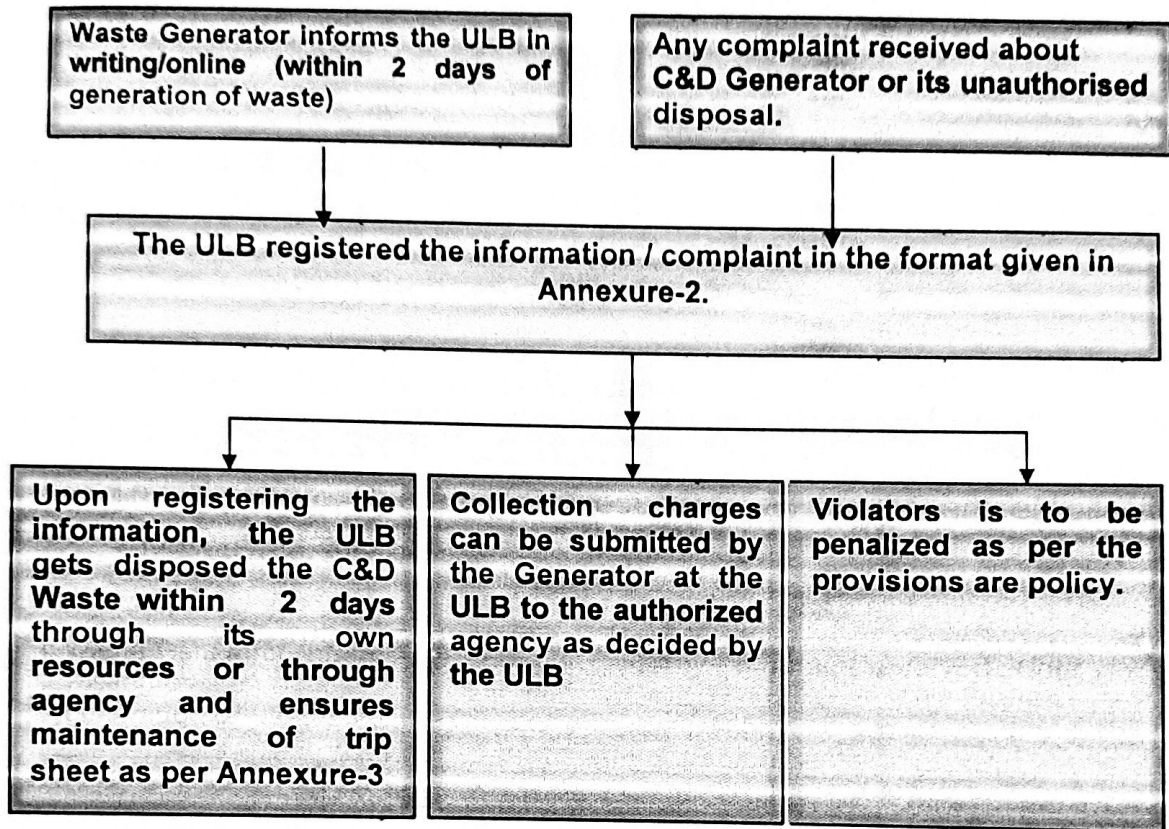 Waste Generator informs the ULB in
writing/online (within 2 days of
generation of waste)
Any complaint received about
C&D Generator or its unauthorised
disposal.
The ULB registered the information / complaint in the format given in
Annexure-2.
Upon registering the
information, the ULB
gets disposed the C&D
Waste within 2 days
through its own
resources or through
agency and ensures
maintenance of trip
sheet as per Annexure-3
Collection charges
can be submitted by
the Generator at the
ULB to the authorized
agency as decided by
the ULB
Violators is to be
penalized as per the
provisions are policy.